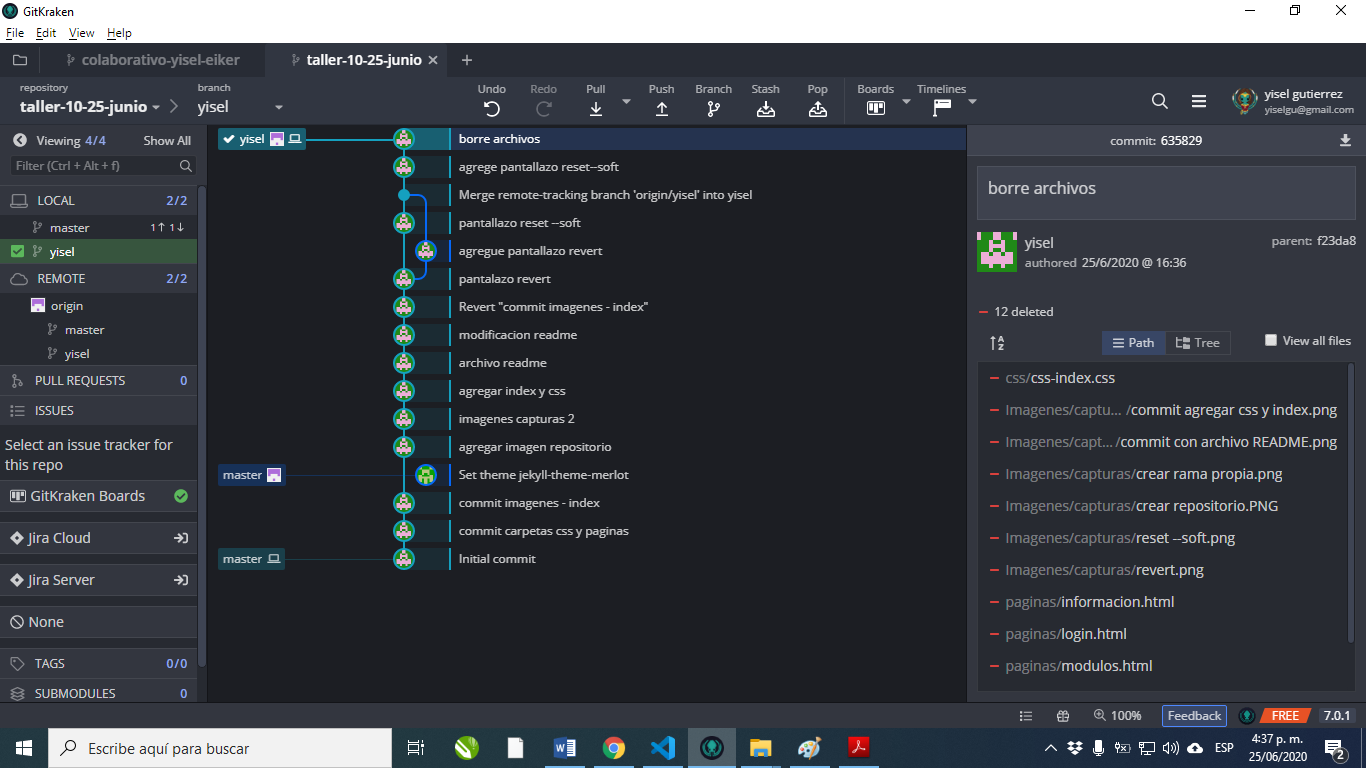 GitKraken
File Edit View Help
colaborativo-yisel-eiker
taller-10-25-junio
repository
taller-10-25-junio
branch
yisel
Undo Redo Pull Push Branch Stash Pop Boards Timelines
yisel gutierrez
yiselgu@gmail.com
Viewing 4/4 Show All
Filter (Ctrl + Alt + f)
LOCAL 2/2
master 1↑ 1↓
yisel
REMOTE 2/2
origin
master
yisel
PULL REQUESTS 0
ISSUES
Select an issue tracker for
this repo
GitKraken Boards
Jira Cloud
Jira Server
None
TAGS 0/0
SUBMODULES 0
yisel borre archivos
agrege pantallazo reset--soft
Merge remote-tracking branch 'origin/yisel' into yisel
pantallazo reset --soft
agregue pantallazo revert
pantalazo revert
Revert "commit imagenes - index"
modificacion readme
archivo readme
agregar index y css
imagenes capturas 2
agregar imagen repositorio
master Set theme jekyll-theme-merlot
commit imagenes - index
commit carpetas css y paginas
master Initial commit
commit: 635829
borre archivos
yisel
authored 25/6/2020 @ 16:36
parent: f23da8
12 deleted
A
Z
Path Tree View all files
css/css-index.css
Imagenes/captu... /commit agregar css y index.png
Imagenes/capt... /commit con archivo README.png
Imagenes/capturas/crear rama propia.png
Imagenes/capturas/crear repositorio.PNG
Imagenes/capturas/reset --soft.png
Imagenes/capturas/revert.png
paginas/informacion.html
paginas/login.html
paginas/modulos.html
100% Feedback FREE 7.0.1
Escribe aquí para buscar
ESP
4:37 p. m.
25/06/2020
2